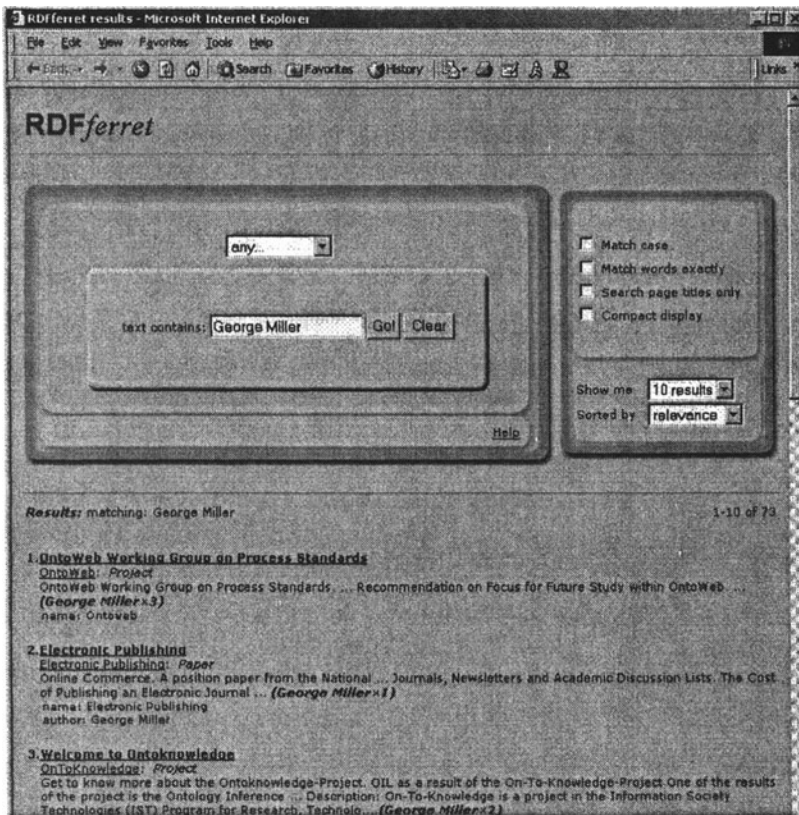 RDFferret results - Microsoft Internet Explorer
File Edit View Favorites Tools Help
Back Search Favorites History Links
RDFferret
any...
text contains: George Miller Go! Clear
Help
Match case
Match words exactly
Search page titles only
Compact display
Show me 10 results
Sorted by relevance
Results: matching: George Miller 1-10 of 73
1.OntoWeb Working Group on Process Standards
OntoWeb: Project
OntoWeb Working Group on Process Standards. ... Recommendation on Focus for Future Study within OntoWeb. ...
(George Miller×3)
name: Ontoweb
2.Electronic Publishing
Electronic Publishing: Paper
Online Commerce. A position paper from the National ... Journals, Newsletters and Academic Discussion Lists. The Cost
of Publishing an Electronic Journal ... (George Miller×1)
name: Electronic Publishing
author: George Miller
3.Welcome to Ontoknowledge
OnToKnowledge: Project
Get to know more about the Ontoknowledge-Project. OIL as a result of the On-To-Knowledge-Project One of the results
of the project is the Ontology Inference ... Description: On-To-Knowledge is a project in the Information Society
Technologies (IST) Program for Research, Technolo... (George Miller×2)